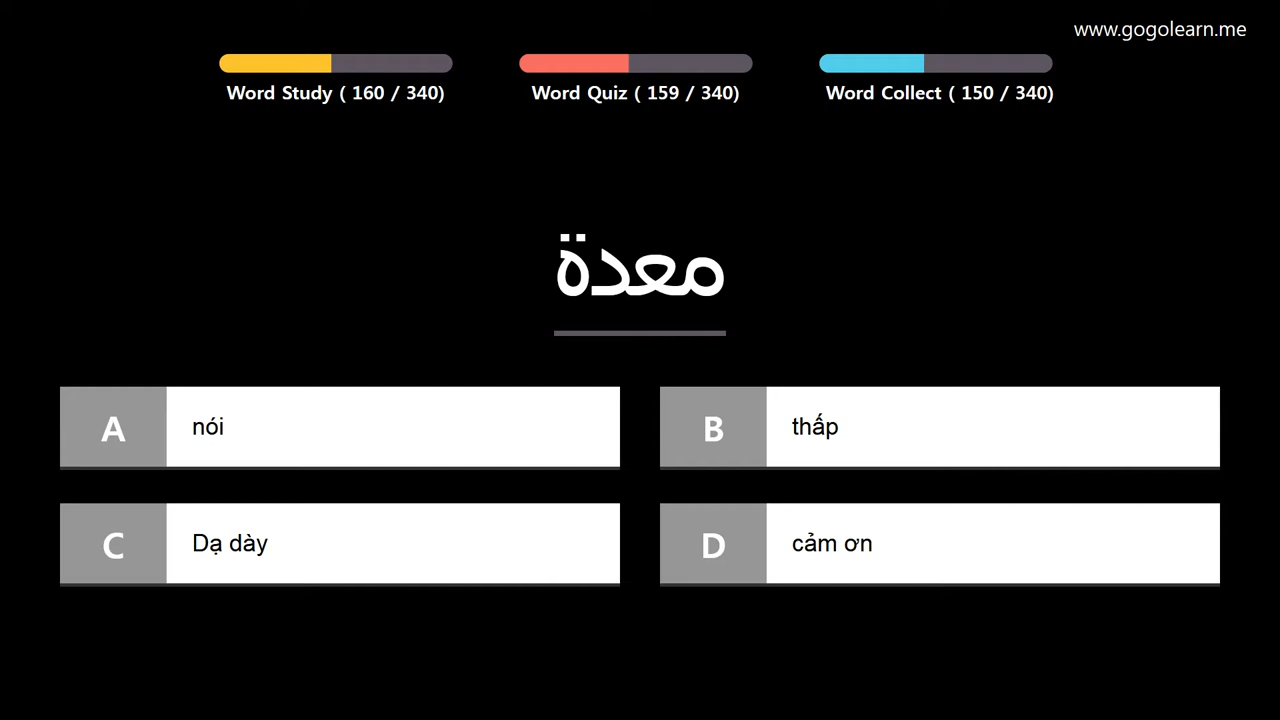 www.gogolearn.me
Word Study ( 160 / 340)
Word Quiz ( 159 / 340)
Word Collect ( 150 / 340)
معدة
A
nói
B
thấp
C
Dạ dày
D
cảm ơn